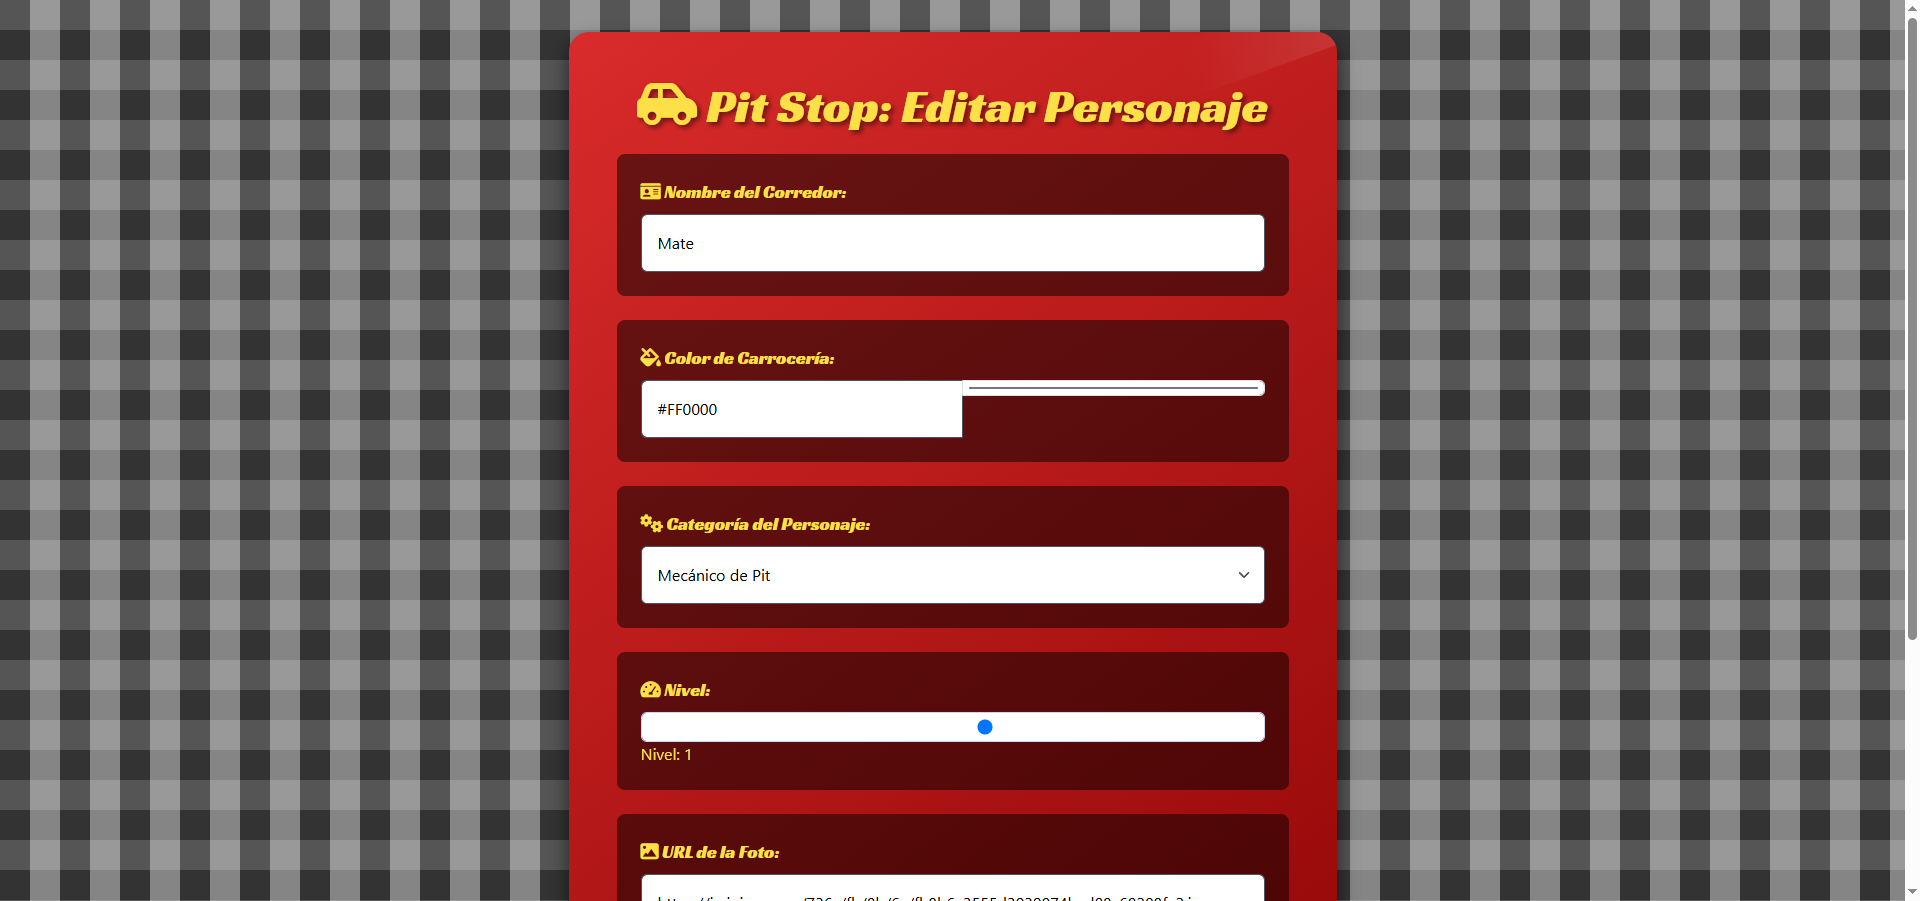 Pit Stop: Editar Personaje
Nombre del Corredor:
Mate
Color de Carrocería:
#FF0000
Categoría del Personaje:
Mecánico de Pit
Nivel:
Nivel: 1
URL de la Foto: